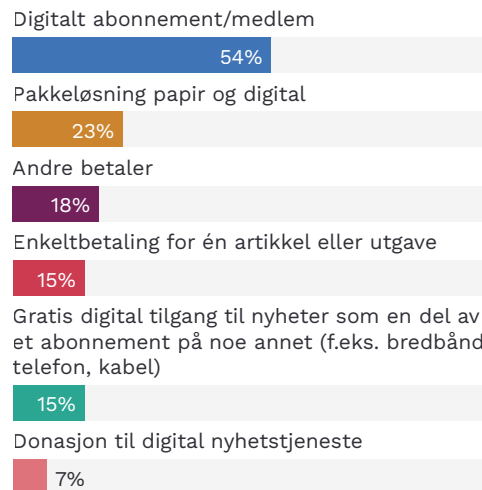 Digitalt abonnement/medlem
54%
Pakkeløsning papir og digital
23%
Andre betaler
18%
Enkeltbetaling for én artikkel eller utgave
15%
Gratis digital tilgang til nyheter som en del av
et abonnement på noe annet (f.eks. bredbånd
telefon, kabel)
15%
Donasjon til digital nyhetstjeneste
7%